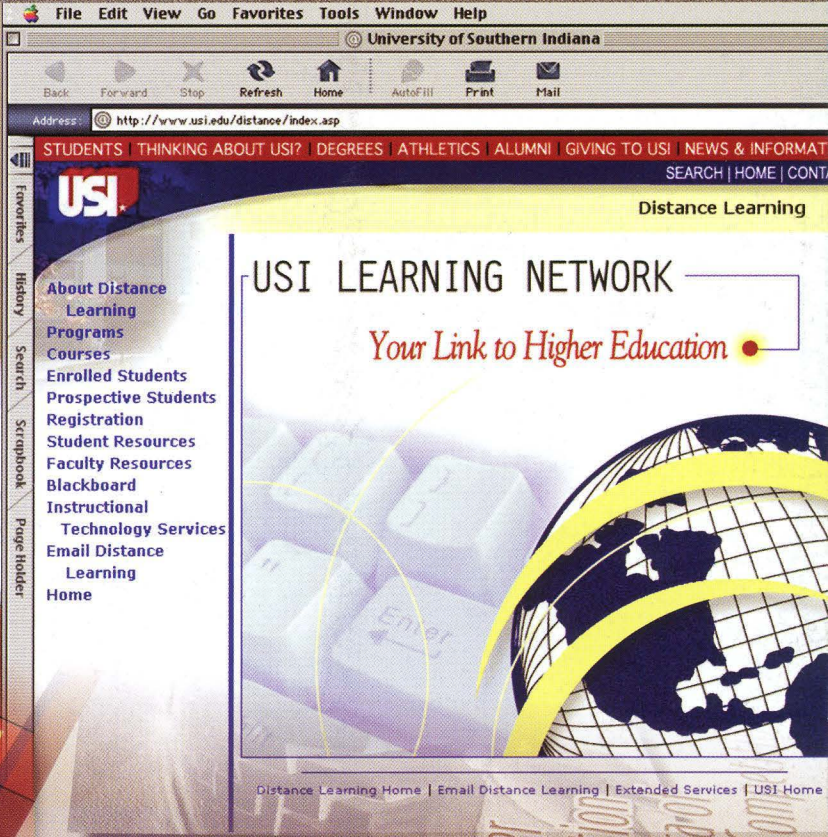 File Edit View Go Favorites Tools Window Help
University of Southern Indiana
Back Forward Stop Refresh Home AutoFill Print Mail
Address: http://www.usi.edu/distance/index.asp
STUDENTS | THINKING ABOUT USI? | DEGREES | ATHLETICS | ALUMNI | GIVING TO USI | NEWS & INFORMAT
SEARCH | HOME | CONTA
USI
Distance Learning
Favorites
History
Search
Scrapbook
Page Holder
About Distance
Learning
Programs
Courses
Enrolled Students
Prospective Students
Registration
Student Resources
Faculty Resources
Blackboard
Instructional
Technology Services
Email Distance
Learning
Home
USI LEARNING NETWORK
Your Link to Higher Education
Enter
Distance Learning Home | Email Distance Learning | Extended Services | USI Home